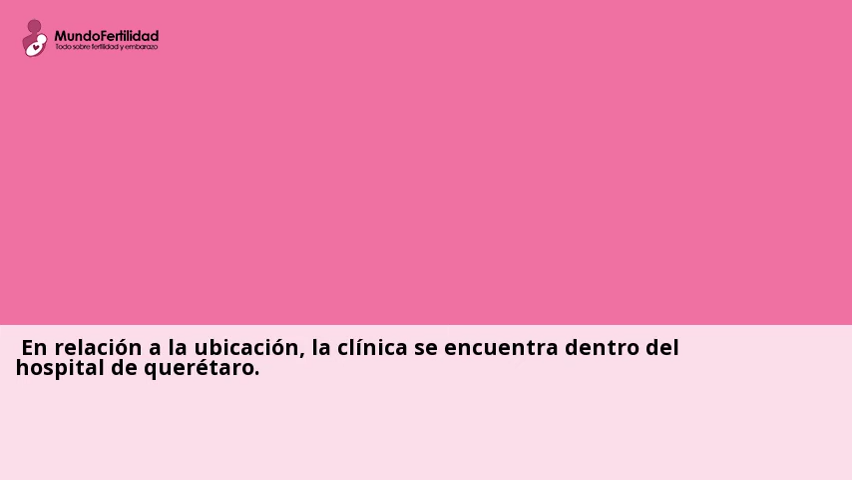 MundoFertilidad
Todo sobre fertilidad y embarazo
En relación a la ubicación, la clínica se encuentra dentro del
hospital de querétaro.